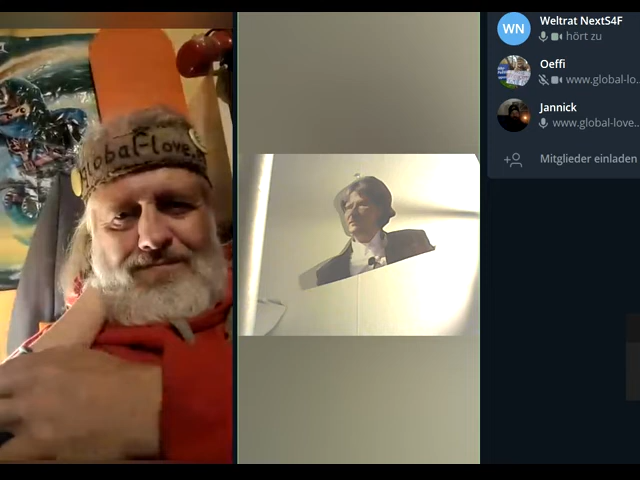 global-love.
WN
Weltrat NextS4F
hört zu
Oeffi
www.global-lo...
Jannick
www.global-love...
Mitglieder einladen